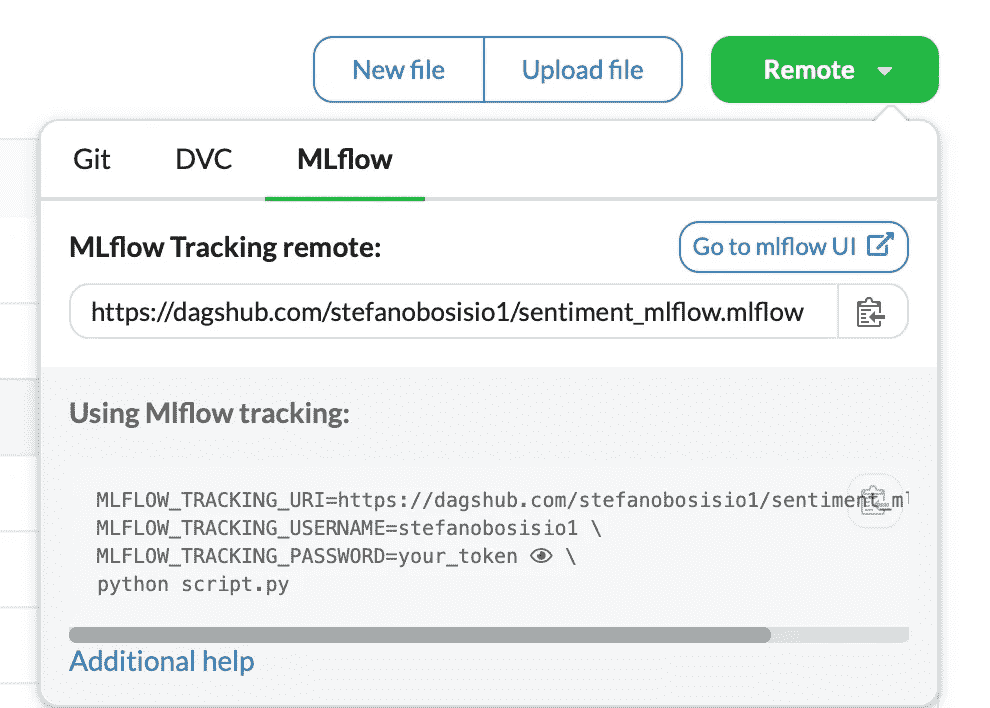 New file
Upload file
Remote
Git
DVC
MLflow
MLflow Tracking remote:
Go to mlflow UI
https://dagshub.com/stefanobosisio1/sentiment_mlflow.mlflow
Using Mlflow tracking:
MLFLOW_TRACKING_URI=https://dagshub.com/stefanobosisio1/sentiment_ml
MLFLOW_TRACKING_USERNAME=stefanobosisio1 \
MLFLOW_TRACKING_PASSWORD=your_token \
python script.py
Additional help